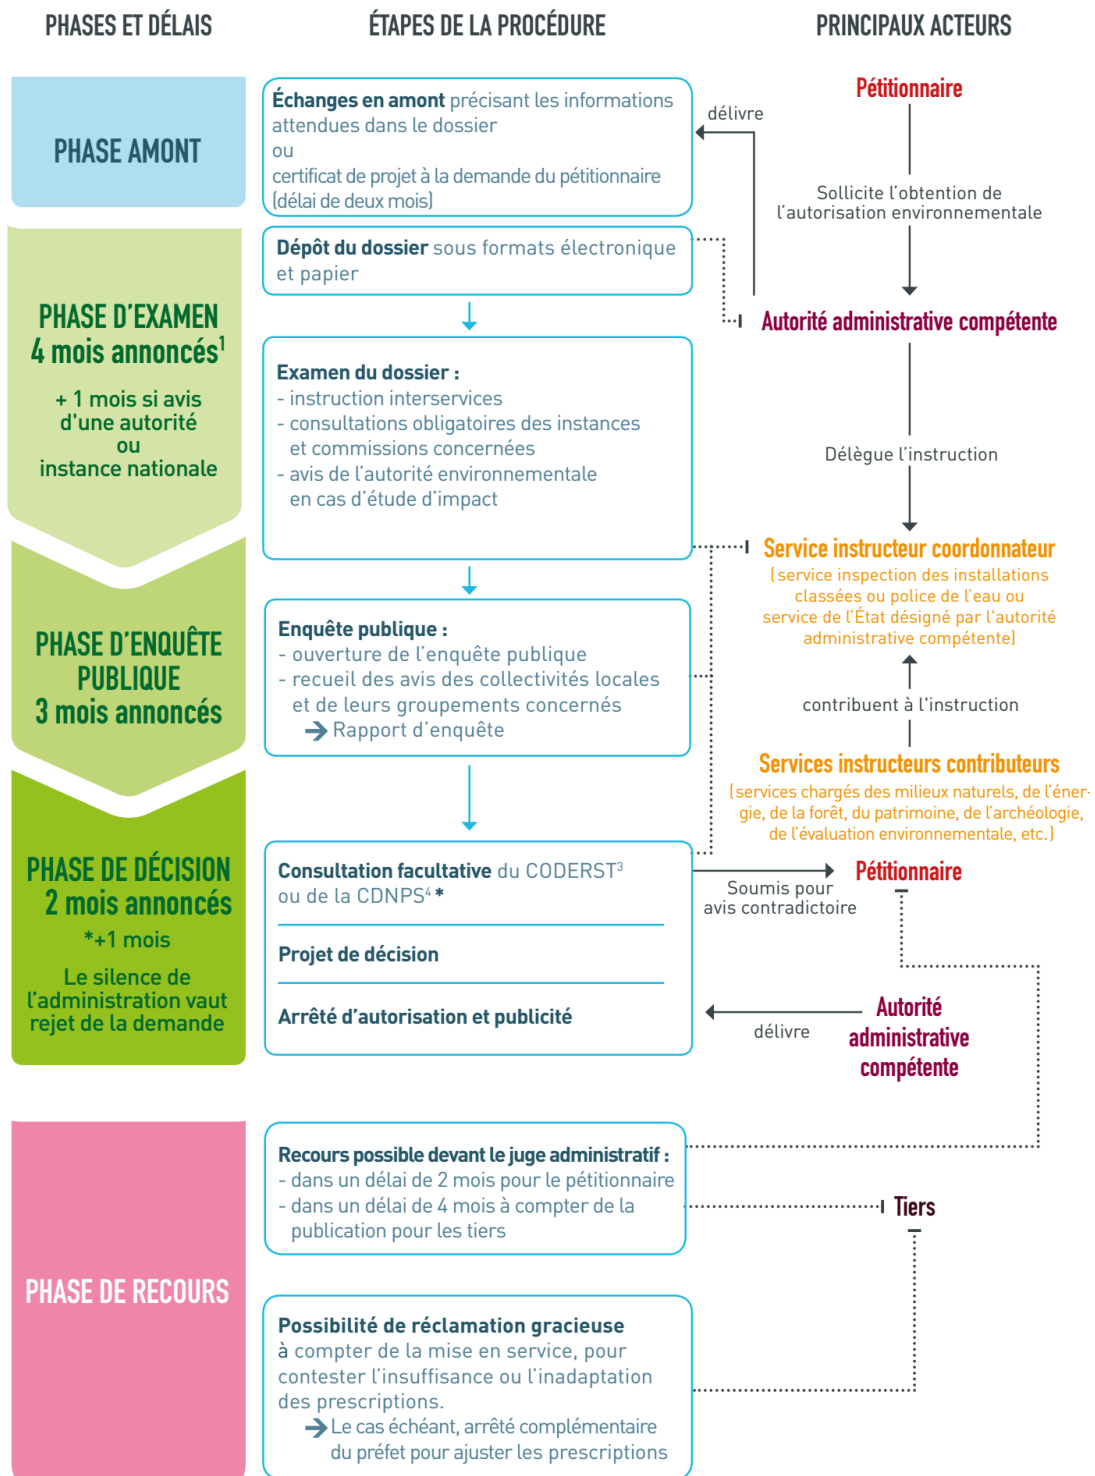 PHASES ET DÉLAIS
ÉTAPES DE LA PROCÉDURE
PRINCIPAUX ACTEURS
PHASE AMONT
Échanges en amont précisant les informations
attendues dans le dossier
ou
certificat de projet à la demande du pétitionnaire
(délai de deux mois)
délivre
Pétitionnaire
Sollicite l'obtention de
l'autorisation environnementale
Dépôt du dossier sous formats électronique
et papier
Autorité administrative compétente
PHASE D'EXAMEN
4 mois annoncés¹
+ 1 mois si avis
d'une autorité
ou
instance nationale
Examen du dossier :
- instruction interservices
- consultations obligatoires des instances
et commissions concernées
- avis de l'autorité environnementale
en cas d'étude d'impact
Délègue l'instruction
Service instructeur coordonnateur
(service inspection des installations
classées ou police de l'eau ou
service de l'État désigné par l'autorité
administrative compétente)
PHASE D'ENQUÊTE
PUBLIQUE
3 mois annoncés
Enquête publique :
- ouverture de l'enquête publique
- recueil des avis des collectivités locales
et de leurs groupements concernés
➔ Rapport d'enquête
contribuent à l'instruction
Services instructeurs contributeurs
(services chargés des milieux naturels, de l'éner-
gie, de la forêt, du patrimoine, de l'archéologie,
de l'évaluation environnementale, etc.)
PHASE DE DÉCISION
2 mois annoncés
*+1 mois
Le silence de
l'administration vaut
rejet de la demande
Consultation facultative du CODERST³
ou de la CDNPS⁴ *
Projet de décision
Arrêté d'autorisation et publicité
Soumis pour
avis contradictoire
Pétitionnaire
délivre
Autorité
administrative
compétente
PHASE DE RECOURS
Recours possible devant le juge administratif :
- dans un délai de 2 mois pour le pétitionnaire
- dans un délai de 4 mois à compter de la
publication pour les tiers
Tiers
Possibilité de réclamation gracieuse
à compter de la mise en service, pour
contester l'insuffisance ou l'inadaptation
des prescriptions.
➔ Le cas échéant, arrêté complémentaire
du préfet pour ajuster les prescriptions